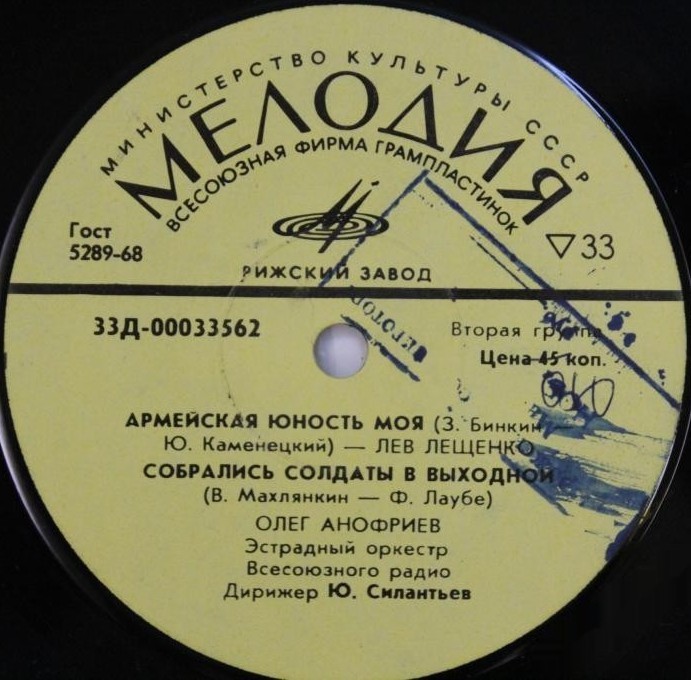 МИНИСТЕРСТВО КУЛЬТУРЫ СССР
МЕЛОДИЯ
ВСЕСОЮЗНАЯ ФИРМА ГРАМПЛАСТИНОК
Гост
5289-68
▽33
РИЖСКИЙ ЗАВОД
33Д-00033562
Вторая группа
Цена 45 коп.
АРМЕЙСКАЯ ЮНОСТЬ МОЯ (З. Бинкин —
Ю. Каменецкий) — ЛЕВ ЛЕЩЕНКО
СОБРАЛИСЬ СОЛДАТЫ В ВЫХОДНОЙ
(В. Махлянкин — Ф. Лаубе)
ОЛЕГ АНОФРИЕВ
Эстрадный оркестр
Всесоюзного радио
Дирижер Ю. Силантьев